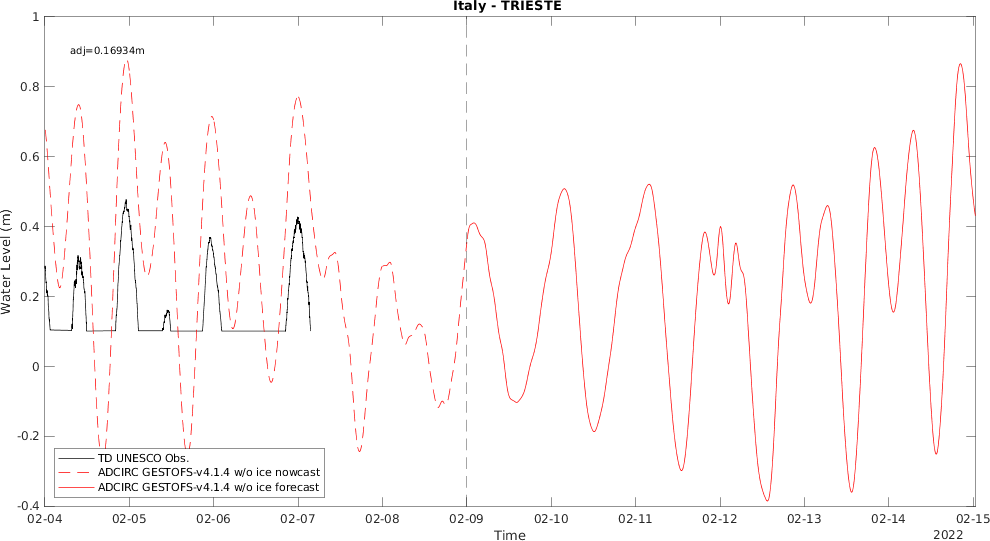 Italy - TRIESTE
adj=0.16934m
Water Level (m)
1
0.8
0.6
0.4
0.2
0
-0.2
-0.4
TD UNESCO Obs.
ADCIRC GESTOFS-v4.1.4 w/o ice nowcast
ADCIRC GESTOFS-v4.1.4 w/o ice forecast
02-04 02-05 02-06 02-07 02-08 02-09 02-10 02-11 02-12 02-13 02-14 02-15
Time
2022